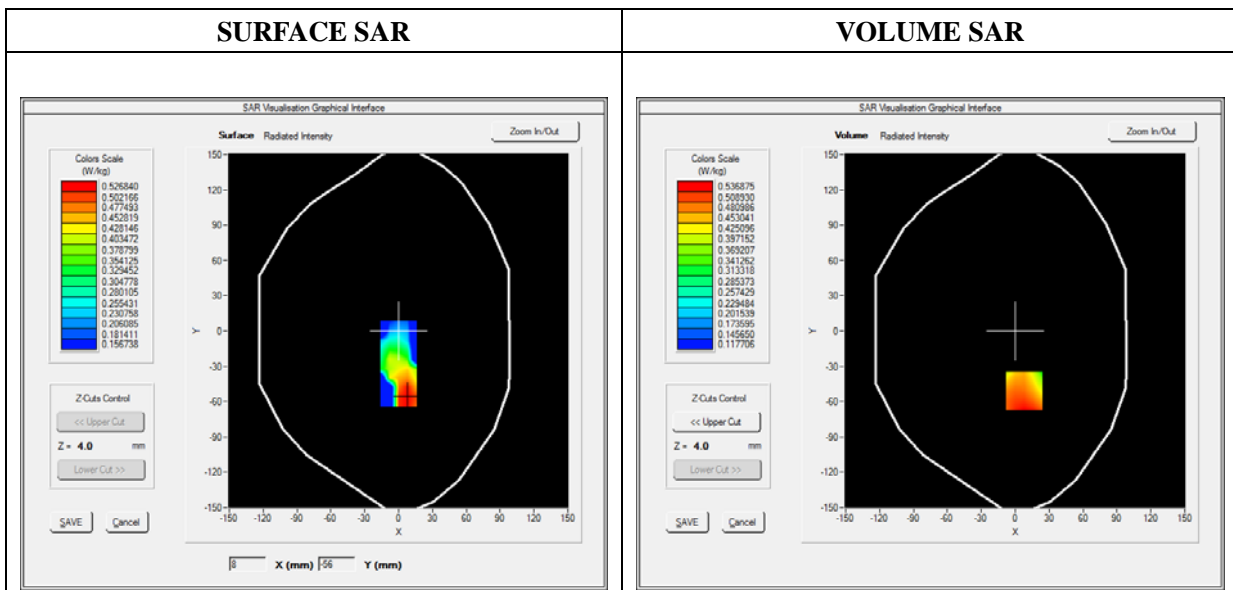 SURFACE SAR
VOLUME SAR
SAR Visualisation Graphical Interface
Surface Radiated Intensity
Zoom In/Out
Colors Scale
(W/kg)
0.526840
0.502166
0.477493
0.452819
0.428146
0.403472
0.378799
0.354125
0.329452
0.304778
0.280105
0.255431
0.230758
0.206085
0.181411
0.156738
Z-Cuts Control
<< Upper Cut
Z = 4.0 mm
Lower Cut >>
SAVE Cancel
150
120
90
60
30
0
-30
-60
-90
-120
-150
Y
-150 -120 -90 -60 -30 0 30 60 90 120 150
X
8 X (mm) -56 Y (mm)
SAR Visualisation Graphical Interface
Volume Radiated Intensity
Zoom In/Out
Colors Scale
(W/kg)
0.536875
0.508930
0.480986
0.453041
0.425096
0.397152
0.369207
0.341262
0.313318
0.285373
0.257429
0.229484
0.201539
0.173595
0.145650
0.117706
Z-Cuts Control
<< Upper Cut
Z = 4.0 mm
Lower Cut >>
SAVE Cancel
150
120
90
60
30
0
-30
-60
-90
-120
-150
Y
-150 -120 -90 -60 -30 0 30 60 90 120 150
X